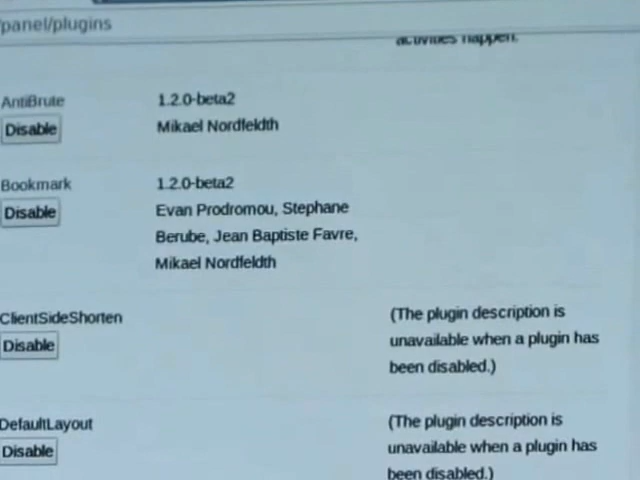 panel/plugins
activities happen.
AntiBrute 1.2.0-beta2
Disable Mikael Nordfeldth
Bookmark 1.2.0-beta2
Disable Evan Prodromou, Stephane
Berube, Jean Baptiste Favre,
Mikael Nordfeldth
ClientSideShorten (The plugin description is
Disable unavailable when a plugin has
been disabled.)
DefaultLayout (The plugin description is
Disable unavailable when a plugin has
been disabled.)